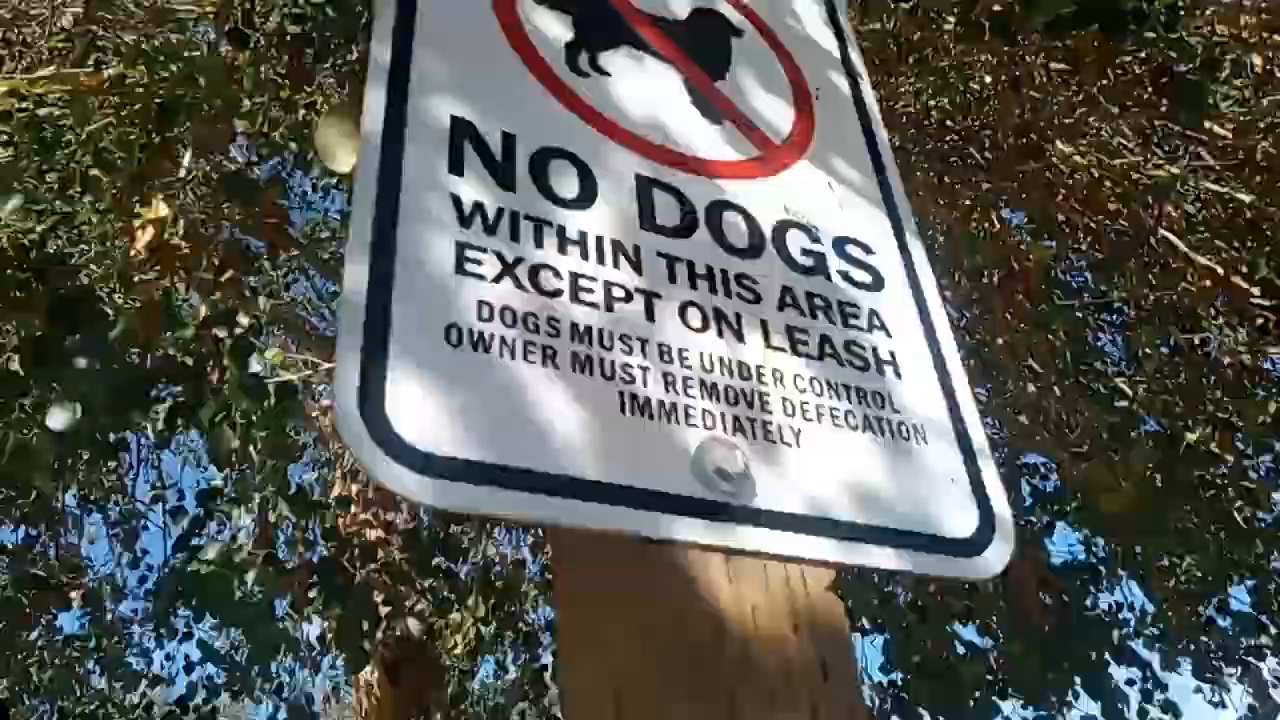 NO DOGS
WITHIN THIS AREA
EXCEPT ON LEASH
DOGS MUST BE UNDER CONTROL
OWNER MUST REMOVE DEFECATION
IMMEDIATELY